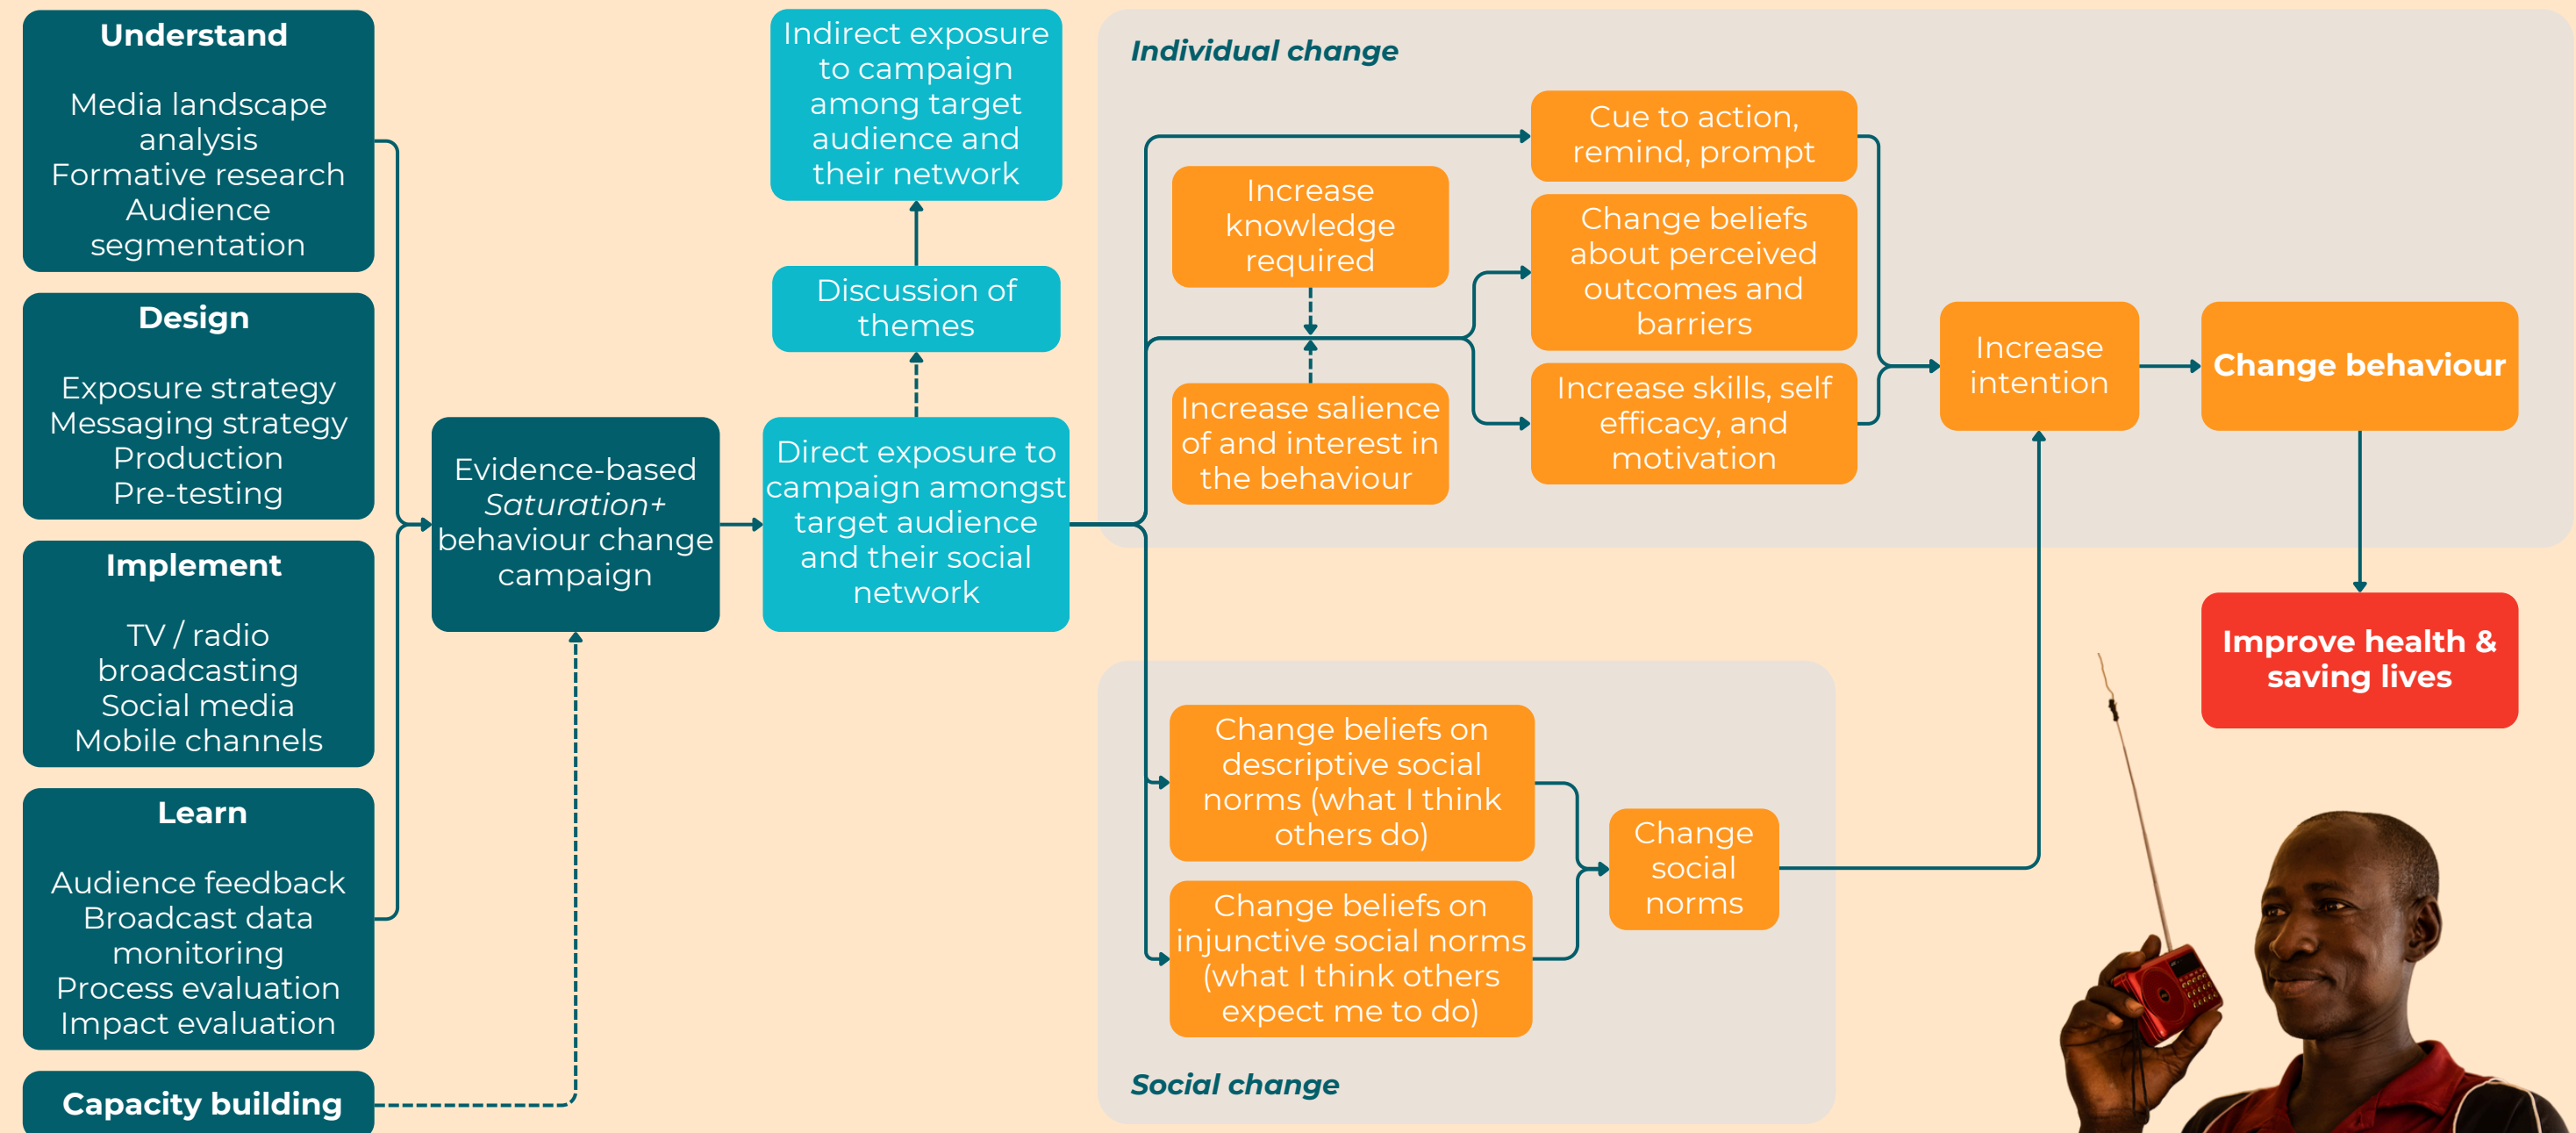 Understand
Media landscape
analysis
Formative research
Audience
segmentation
Design
Exposure strategy
Messaging strategy
Production
Pre-testing
Implement
TV / radio
broadcasting
Social media
Mobile channels
Learn
Audience feedback
Broadcast data
monitoring
Process evaluation
Impact evaluation
Capacity building
Evidence-based
Saturation+
behaviour change
campaign
Indirect exposure
to campaign
among target
audience and
their network
Discussion of
themes
Direct exposure to
campaign amongst
target audience
and their social
network
Individual change
Increase
knowledge
required
Increase salience
of and interest in
the behaviour
Cue to action,
remind, prompt
Change beliefs
about perceived
outcomes and
barriers
Increase skills, self
efficacy, and
motivation
Increase
intention
Change behaviour
Improve health &
saving lives
Change beliefs on
descriptive social
norms (what I think
others do)
Change beliefs on
injunctive social norms
(what I think others
expect me to do)
Change
social
norms
Social change